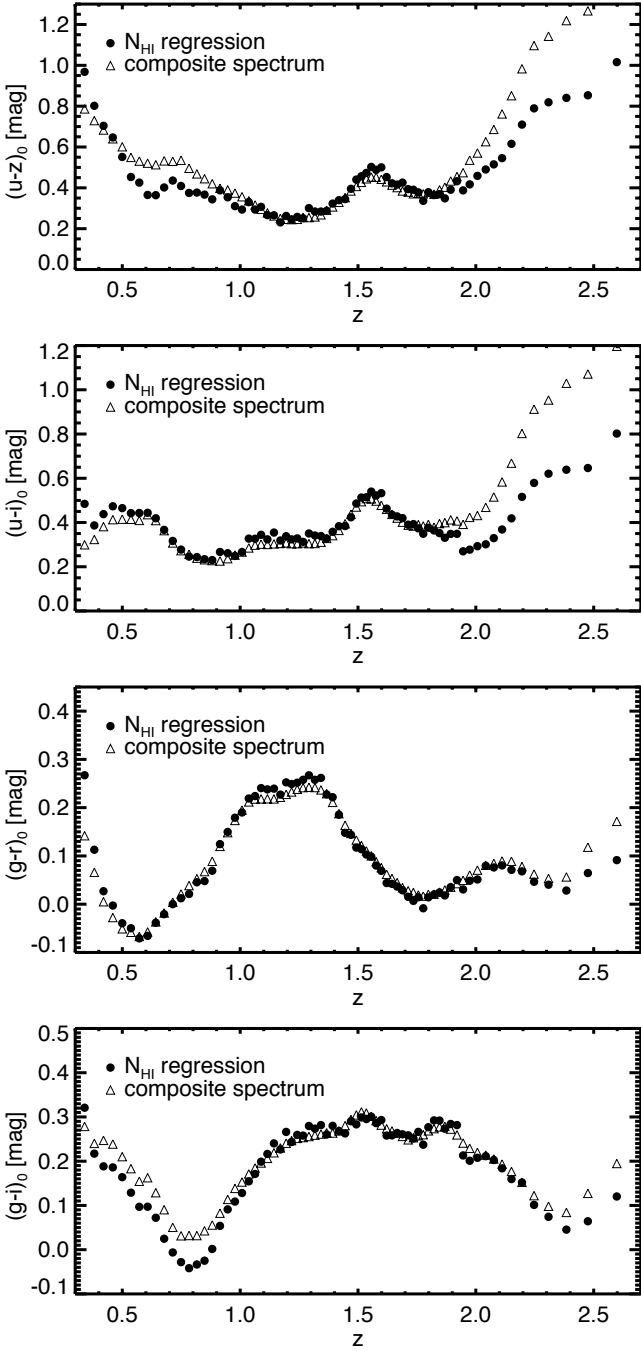 1.2
1.0
0.8
0.6
0.4
0.2
0.0
(u-z)₀ [mag]
● N_HI regression
△ composite spectrum
0.5 1.0 1.5 2.0 2.5
z
1.2
1.0
0.8
0.6
0.4
0.2
0.0
(u-i)₀ [mag]
● N_HI regression
△ composite spectrum
0.5 1.0 1.5 2.0 2.5
z
0.4
0.3
0.2
0.1
0.0
-0.1
(g-r)₀ [mag]
● N_HI regression
△ composite spectrum
0.5 1.0 1.5 2.0 2.5
z
0.5
0.4
0.3
0.2
0.1
0.0
-0.1
(g-i)₀ [mag]
● N_HI regression
△ composite spectrum
0.5 1.0 1.5 2.0 2.5
z